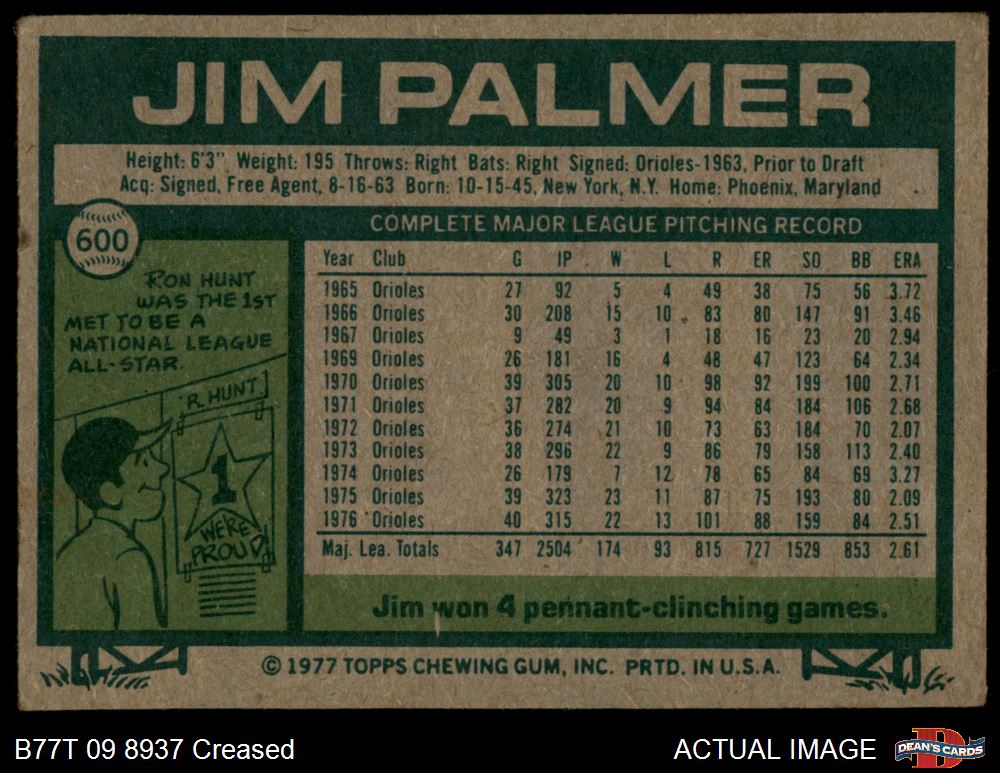 JIM PALMER
Height: 6'3" Weight: 195 Throws: Right Bats: Right Signed: Orioles-1963, Prior to Draft
Acq: Signed, Free Agent, 8-16-63 Born: 10-15-45, New York, N.Y. Home: Phoenix, Maryland
600
COMPLETE MAJOR LEAGUE PITCHING RECORD
RON HUNT
WAS THE 1ST
MET TO BE A
NATIONAL LEAGUE
ALL-STAR.
R. HUNT
1
WE'RE
PROUD
Year Club G IP W L R ER SO BB ERA
1965 Orioles 27 92 5 4 49 38 75 56 3.72
1966 Orioles 30 208 15 10 83 80 147 91 3.46
1967 Orioles 9 49 3 1 18 16 23 20 2.94
1969 Orioles 26 181 16 4 48 47 123 64 2.34
1970 Orioles 39 305 20 10 98 92 199 100 2.71
1971 Orioles 37 282 20 9 94 84 184 106 2.68
1972 Orioles 36 274 21 10 73 63 184 70 2.07
1973 Orioles 38 296 22 9 86 79 158 113 2.40
1974 Orioles 26 179 7 12 78 65 84 69 3.27
1975 Orioles 39 323 23 11 87 75 193 80 2.09
1976 Orioles 40 315 22 13 101 88 159 84 2.51
Maj. Lea. Totals 347 2504 174 93 815 727 1529 853 2.61
Jim won 4 pennant-clinching games.
© 1977 TOPPS CHEWING GUM, INC. PRTD. IN U.S.A.
B77T 09 8937 Creased
ACTUAL IMAGE
D
DEAN'S CARDS